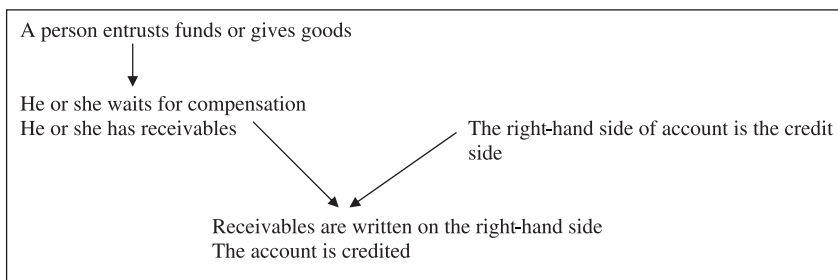 A person entrusts funds or gives goods
He or she waits for compensation
He or she has receivables
The right-hand side of account is the credit
side
Receivables are written on the right-hand side
The account is credited